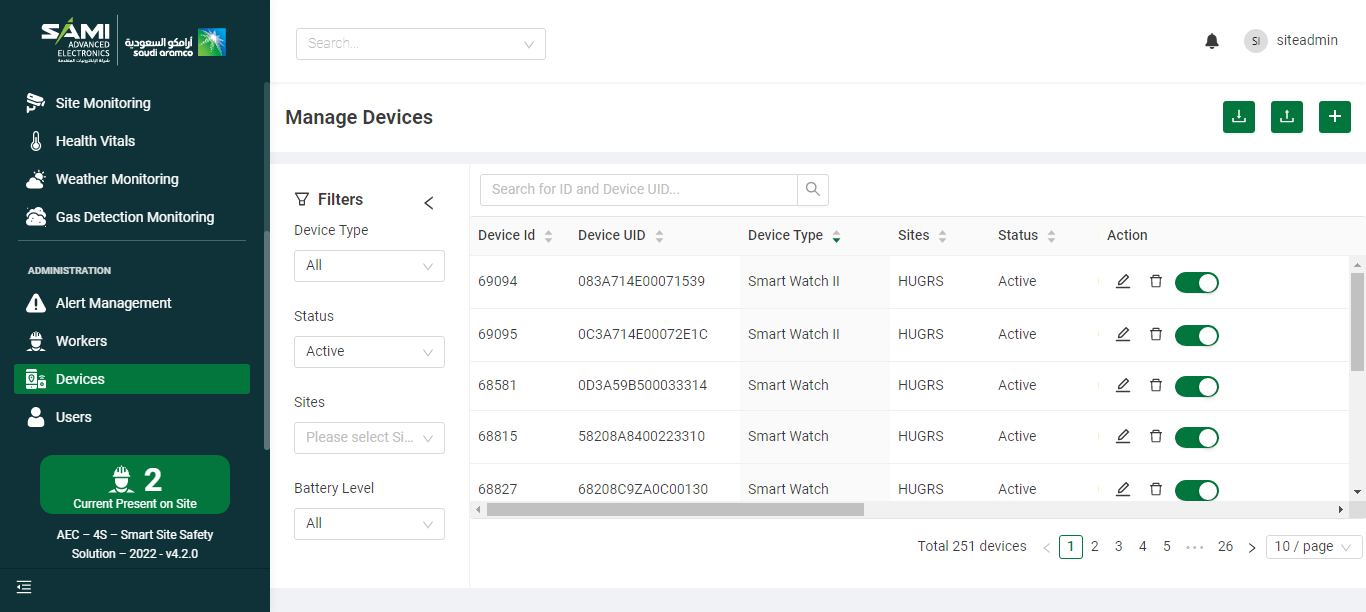 SAMI
ADVANCED
ELECTRONICS
أرامكو السعودية
saudi aramco
Search...
SI
siteadmin
Site Monitoring
Health Vitals
Weather Monitoring
Gas Detection Monitoring
ADMINISTRATION
Alert Management
Workers
Devices
Users
2
Current Present on Site
AEC – 4S – Smart Site Safety
Solution – 2022 - v4.2.0
Manage Devices
Filters
Device Type
All
Status
Active
Sites
Please select Si...
Battery Level
All
Search for ID and Device UID...
Device Id Device UID Device Type Sites Status Action
69094 083A714E00071539 Smart Watch II HUGRS Active
69095 0C3A714E00072E1C Smart Watch II HUGRS Active
68581 0D3A59B500033314 Smart Watch HUGRS Active
68815 58208A8400223310 Smart Watch HUGRS Active
68827 68208C9ZA0C00130 Smart Watch HUGRS Active
Total 251 devices < 1 2 3 4 5 ••• 26 > 10 / page